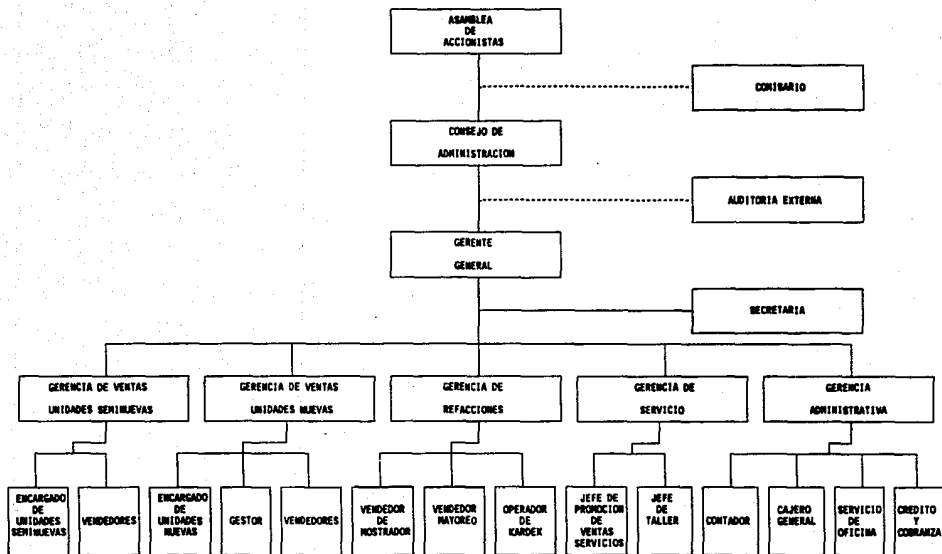 ASAMBLEA
DE
ACCIONISTAS
COMISARIO
CONSEJO DE
ADMINISTRACION
AUDITORIA EXTERNA
GERENTE
GENERAL
SECRETARIA
GERENCIA DE VENTAS
UNIDADES SEMINUEVAS
GERENCIA DE VENTAS
UNIDADES NUEVAS
GERENCIA DE
REFACCIONES
GERENCIA DE
SERVICIO
GERENCIA
ADMINISTRATIVA
ENCARGADO
DE
UNIDADES
SEMINUEVAS
VENDEDORES
ENCARGADO
DE
UNIDADES
NUEVAS
GESTOR
VENDEDORES
VENDEDOR
DE
MOSTRADOR
VENDEDOR
MAYOREO
OPERADOR
DE
KARDEX
JEFE DE
PROMOCION
DE
VENTAS
SERVICIOS
JEFE
DE
TALLER
CONTADOR
CAJERO
GENERAL
SERVICIO
DE
OFICINA
CREDITO
Y
COBRANZA